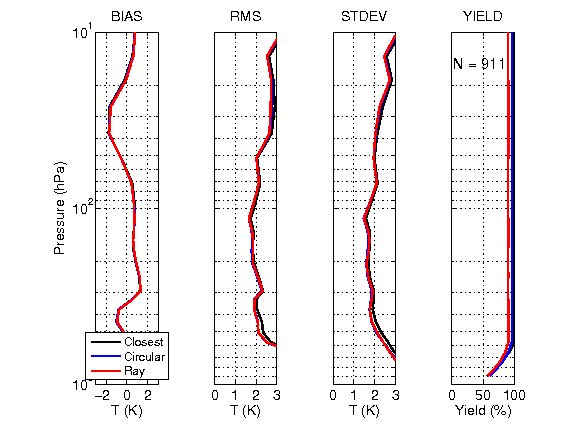 BIAS RMS STDEV YIELD
10^1
N = 911
Pressure (hPa)
10^2
Closest
Circular
Ray
10
−2 0 2 0 1 2 3 0 1 2 3 0 50 100
T (K) T (K) T (K) Yield (%)